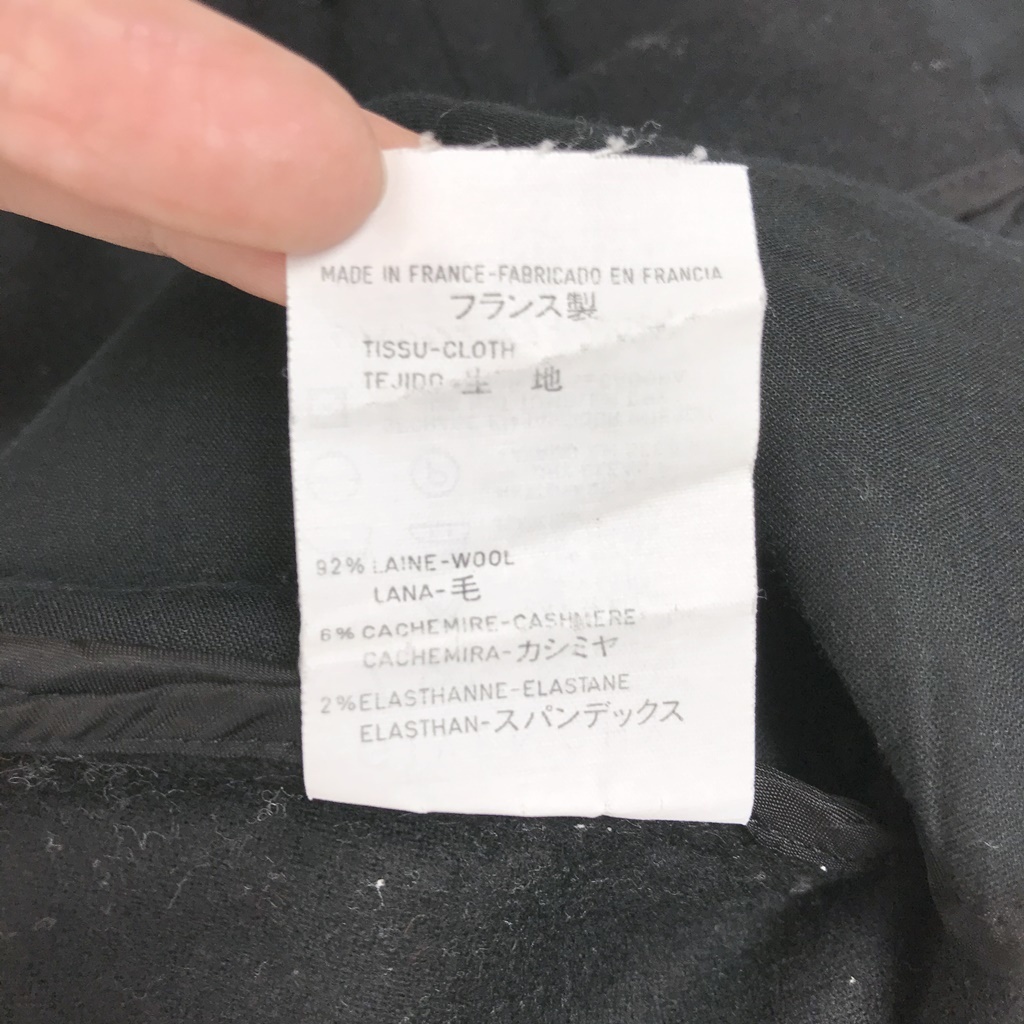 MADE IN FRANCE-FABRICADO EN FRANCIA
フランス製
TISSU-CLOTH
TEJIDO-生 地
92% LAINE-WOOL
LANA-毛
6% CACHEMIRE-CASHMERE
CACHEMIRA-カシミヤ
2% ELASTHANNE-ELASTANE
ELASTHAN-スパンデックス